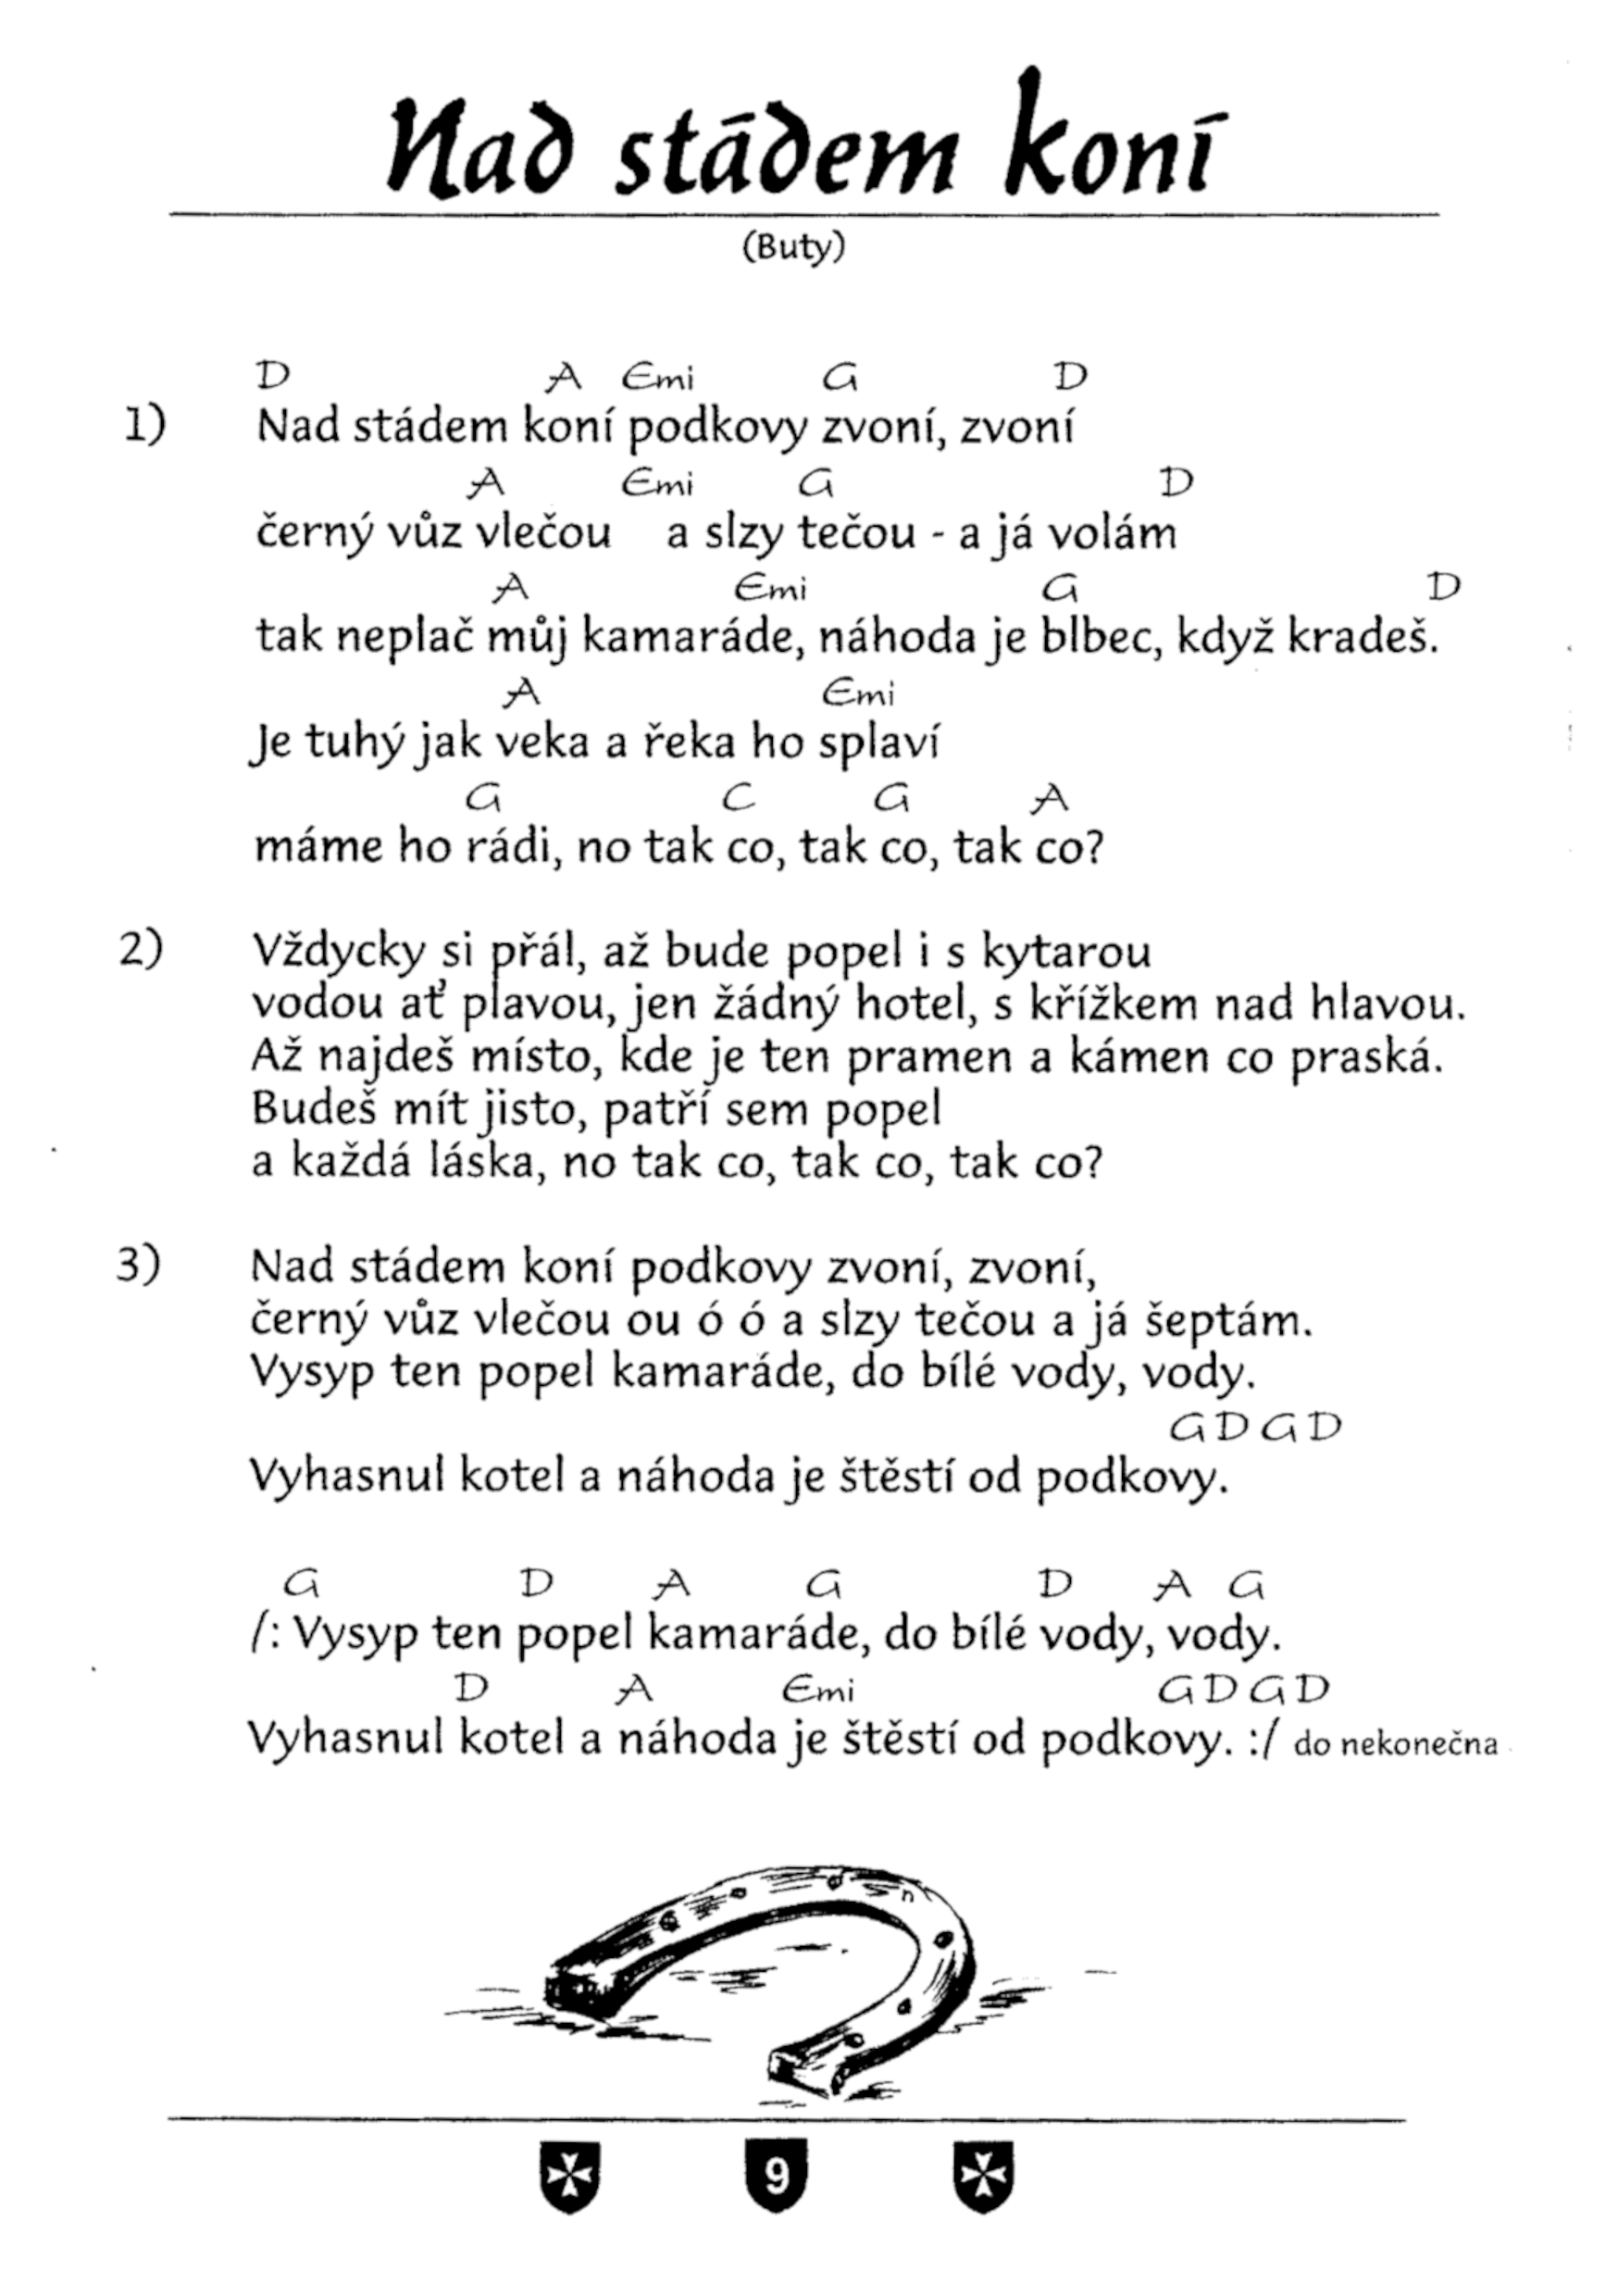 Nad stádem koní
(Buty)
D A Emi G D
1) Nad stádem koní podkovy zvoní, zvoní
A Emi G D
černý vůz vlečou a slzy tečou - a já volám
A Emi G D
tak neplač můj kamaráde, náhoda je blbec, když kradeš.
A Emi
Je tuhý jak veka a řeka ho splaví
G C G A
máme ho rádi, no tak co, tak co, tak co?
2) Vždycky si přál, až bude popel i s kytarou
vodou ať plavou, jen žádný hotel, s křížkem nad hlavou.
Až najdeš místo, kde je ten pramen a kámen co praská.
Budeš mít jisto, patří sem popel
a každá láska, no tak co, tak co, tak co?
3) Nad stádem koní podkovy zvoní, zvoní,
černý vůz vlečou ou ó ó a slzy tečou a já šeptám.
Vysyp ten popel kamaráde, do bílé vody, vody.
G D G D
Vyhasnul kotel a náhoda je štěstí od podkovy.
G D A G D A G
/: Vysyp ten popel kamaráde, do bílé vody, vody.
D A Emi G D G D
Vyhasnul kotel a náhoda je štěstí od podkovy. :/ do nekonečna
9